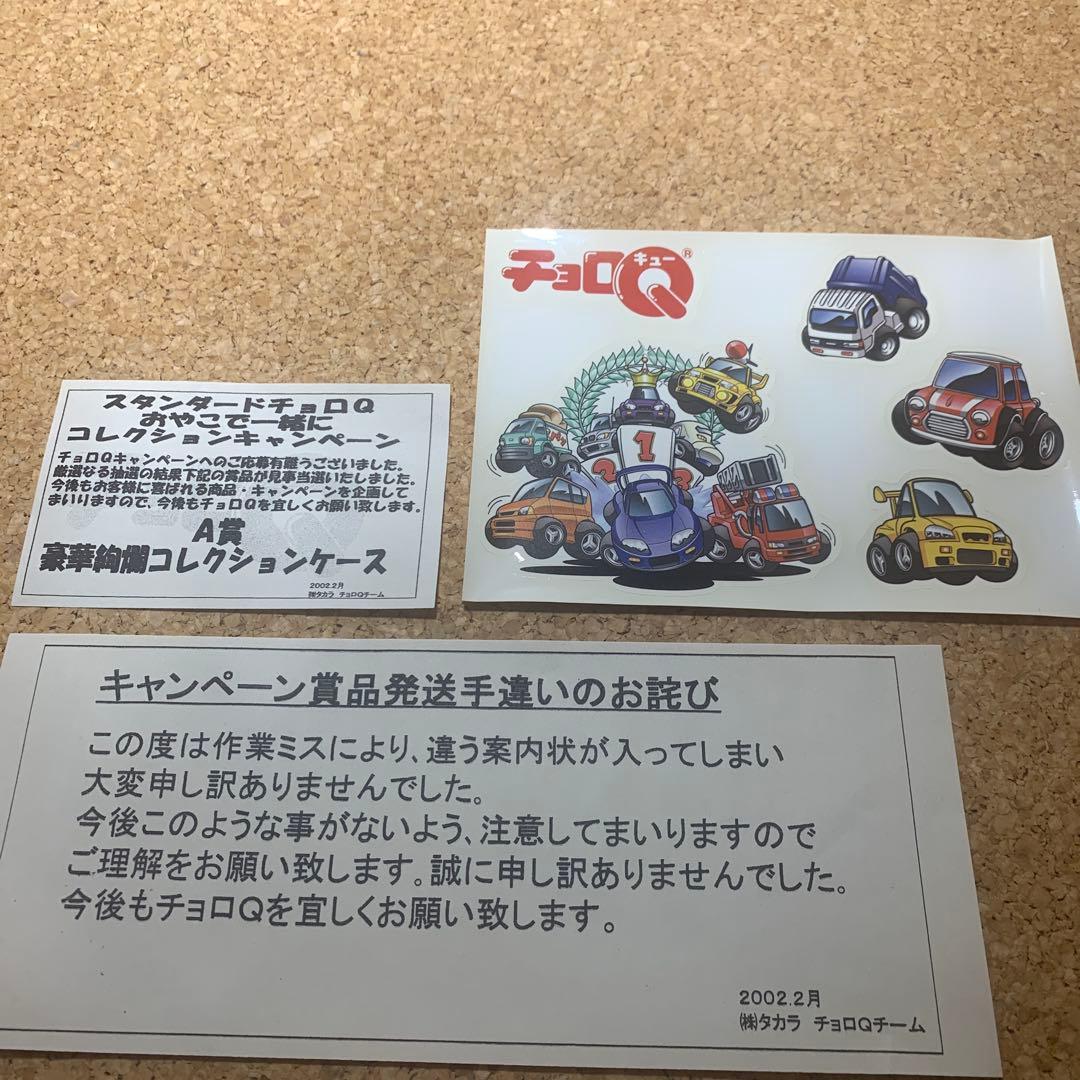 スタンダードチョロQ
おやこで一緒に
コレクションキャンペーン
チョロQキャンペーンへのご応募有難うございました。
厳選なる抽選の結果下記の賞品が見事当選いたしました。
今後もお客様に喜ばれる商品・キャンペーンを企画して
まいりますので、今後もチョロQを宜しくお願い致します。
A賞
豪華絢爛コレクションケース
2002.2月
㈱タカラ チョロQチーム
チョロQ
キュー
®
1
2
3
キャンペーン賞品発送手違いのお詫び
この度は作業ミスにより、違う案内状が入ってしまい
大変申し訳ありませんでした。
今後このような事がないよう、注意してまいりますので
ご理解をお願い致します。誠に申し訳ありませんでした。
今後もチョロQを宜しくお願い致します。
2002.2月
㈱タカラ チョロQチーム